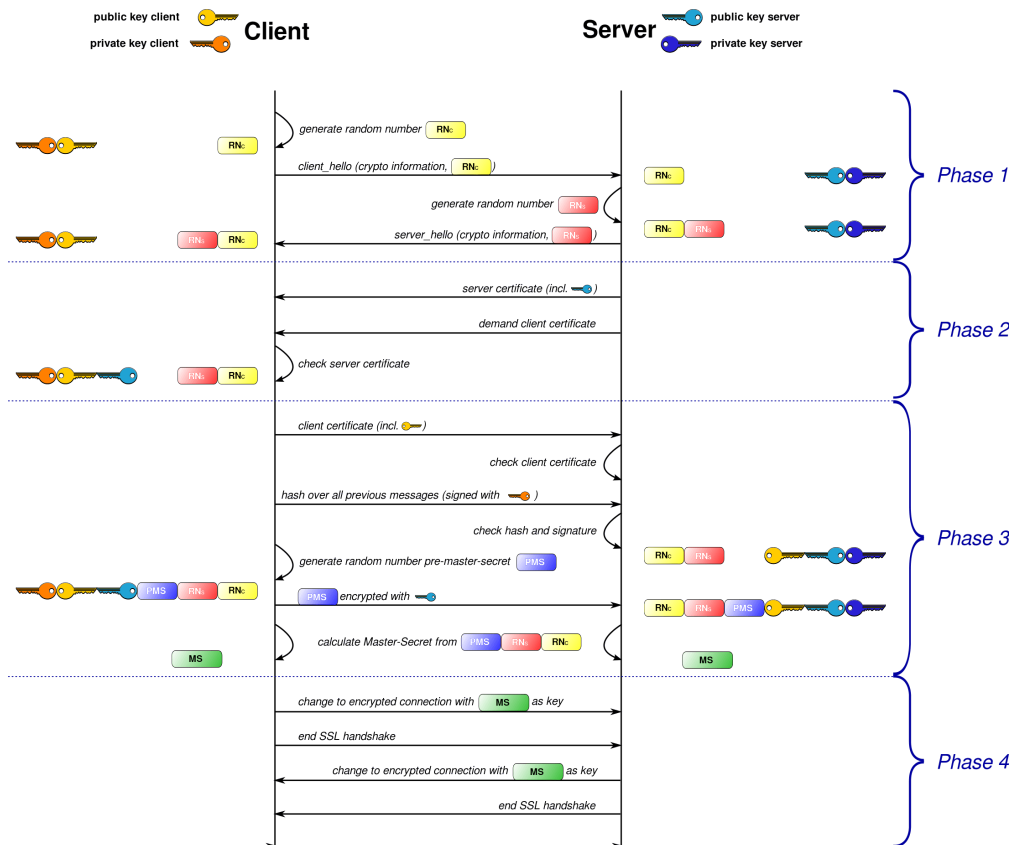 public key client
private key client
Client
Server
public key server
private key server
generate random number RNc
RNc
client_hello (crypto information, RNc)
RNc
Phase 1
generate random number RNs
RNc RNs
server_hello (crypto information, RNs)
RNs RNc
server certificate (incl. )
demand client certificate
Phase 2
check server certificate
RNs RNc
client certificate (incl. )
check client certificate
hash over all previous messages (signed with )
check hash and signature
Phase 3
RNc RNs
generate random number pre-master-secret PMS
PMS RNs RNc
PMS encrypted with
RNc RNs PMS
calculate Master-Secret from PMS RNs RNc
MS
MS
change to encrypted connection with MS as key
end SSL handshake
Phase 4
change to encrypted connection with MS as key
end SSL handshake